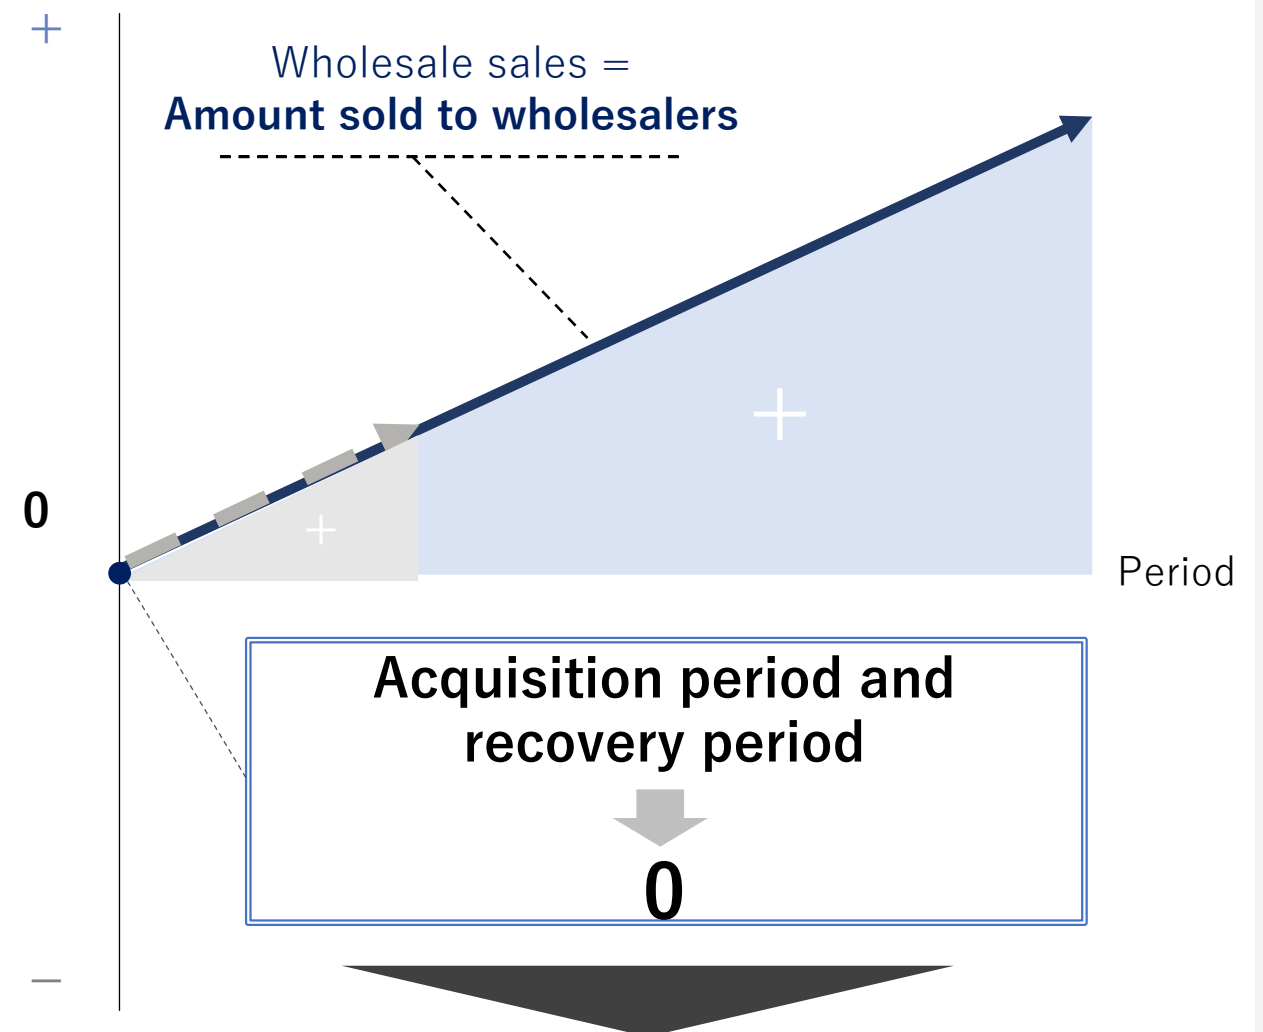 +
Wholesale sales =
Amount sold to wholesalers
+
+
0
Period
Acquisition period and
recovery period
0
−